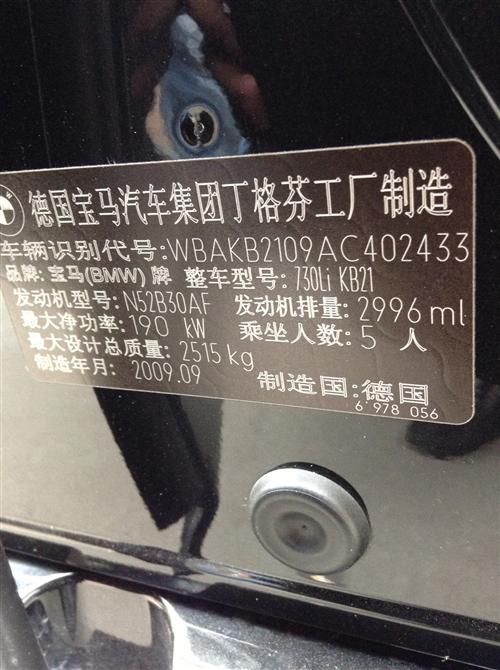 德国宝马汽车集团丁格芬工厂制造
车辆识别代号:WBAKB2109AC402433
品牌: 宝马(BMW) 牌 整车型号: 730Li KB21
发动机型号: N52B30AF 发动机排量: 2996 ml
最大净功率: 190 kW 乘坐人数: 5 人
最大设计总质量: 2515 kg
制造年月: 2009.09 制造国: 德国
6 978 056